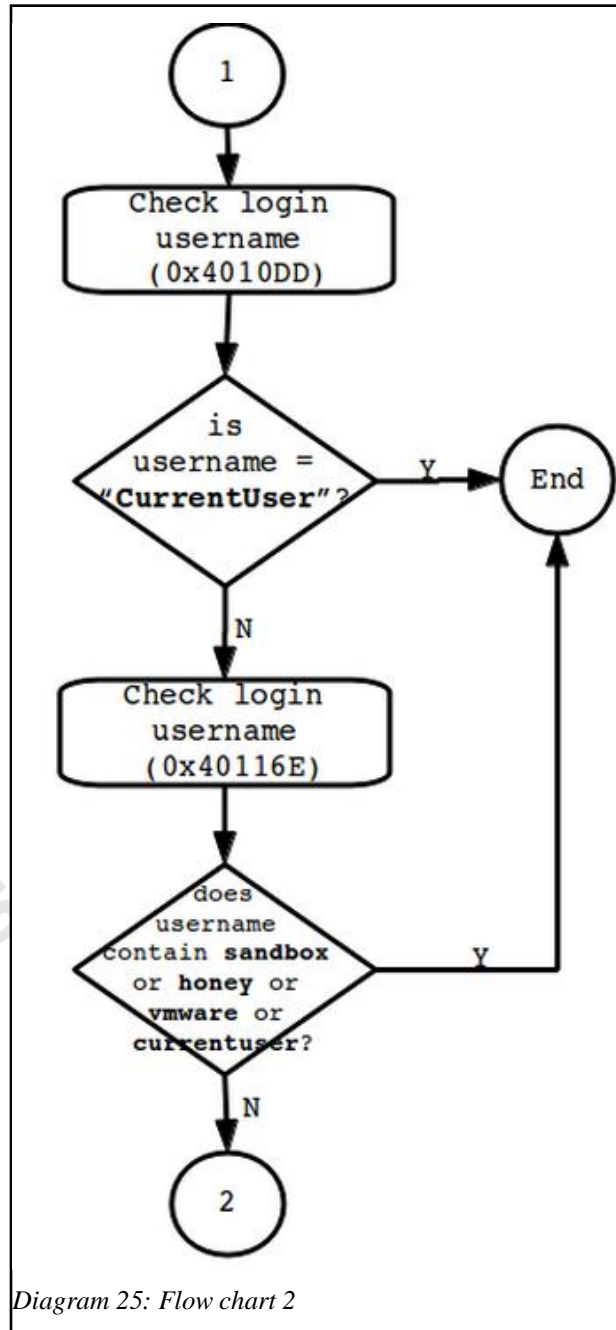 1
Check login
username
(0x4010DD)
is
username =
“CurrentUser”?
Y
End
N
Check login
username
(0x40116E)
does
username
contain sandbox
or honey or
vmware or
currentuser?
Y
N
2
Diagram 25: Flow chart 2